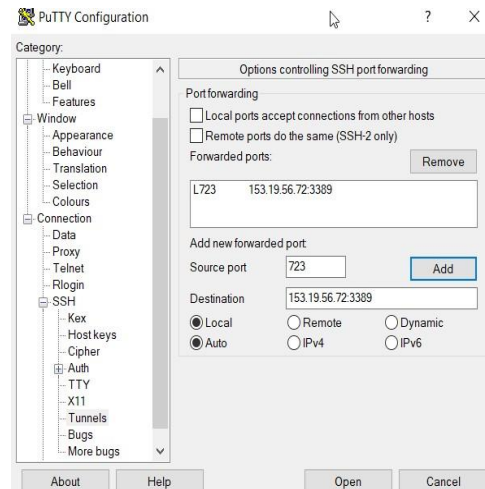 PuTTY Configuration
?
X
Category:
Keyboard
Bell
Features
Window
Appearance
Behaviour
Translation
Selection
Colours
Connection
Data
Proxy
Telnet
Rlogin
SSH
Kex
Host keys
Cipher
Auth
TTY
X11
Tunnels
Bugs
More bugs
Options controlling SSH port forwarding
Port forwarding
Local ports accept connections from other hosts
Remote ports do the same (SSH-2 only)
Forwarded ports:
Remove
L723 153.19.56.72:3389
Add new forwarded port:
Source port 723 Add
Destination 153.19.56.72:3389
Local Remote Dynamic
Auto IPv4 IPv6
About Help Open Cancel